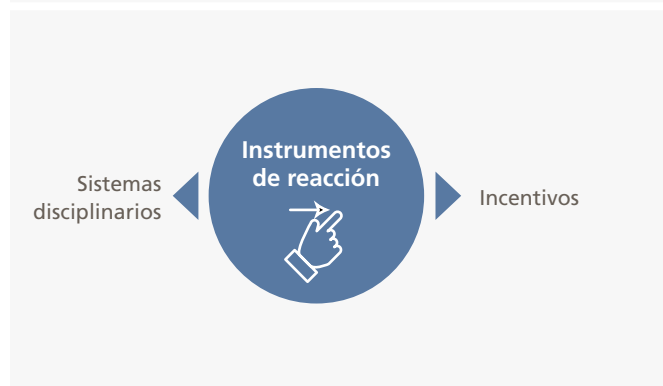 Instrumentos
de reacción
Sistemas
disciplinarios
Incentivos